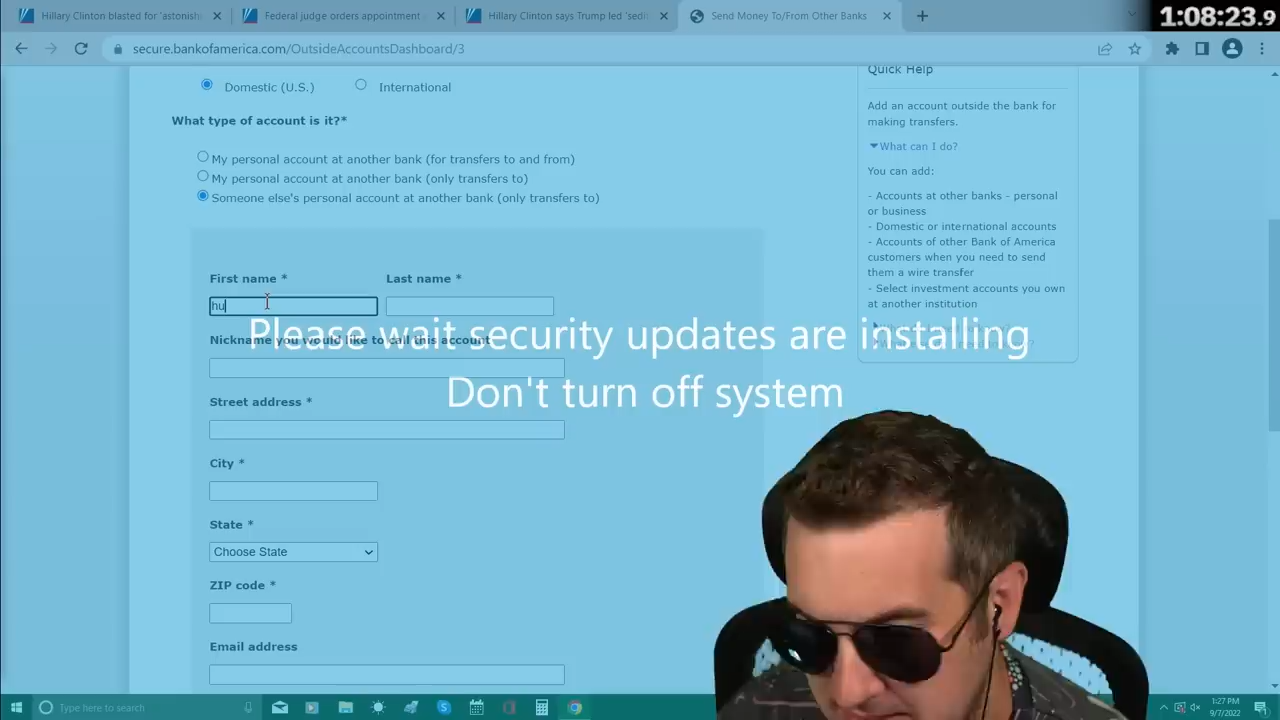 Hillary Clinton blasted for 'astonish
Federal judge orders appointment
Hillary Clinton says Trump led 'sedi
Send Money To/From Other Banks
1:08:23.9
secure.bankofamerica.com/OutsideAccountsDashboard/3
Domestic (U.S.)
International
What type of account is it?*
My personal account at another bank (for transfers to and from)
My personal account at another bank (only transfers to)
Someone else's personal account at another bank (only transfers to)
Quick Help
Add an account outside the bank for
making transfers.
What can I do?
You can add:
- Accounts at other banks - personal
or business
- Domestic or international accounts
- Accounts of other Bank of America
customers when you need to send
them a wire transfer
- Select investment accounts you own
at another institution
First name *
Last name *
hu
Please wait security updates are installing
Don't turn off system
Nickname you would like to call this account
Street address *
City *
State *
Choose State
ZIP code *
Email address
Type here to search
1:27 PM
9/7/2022